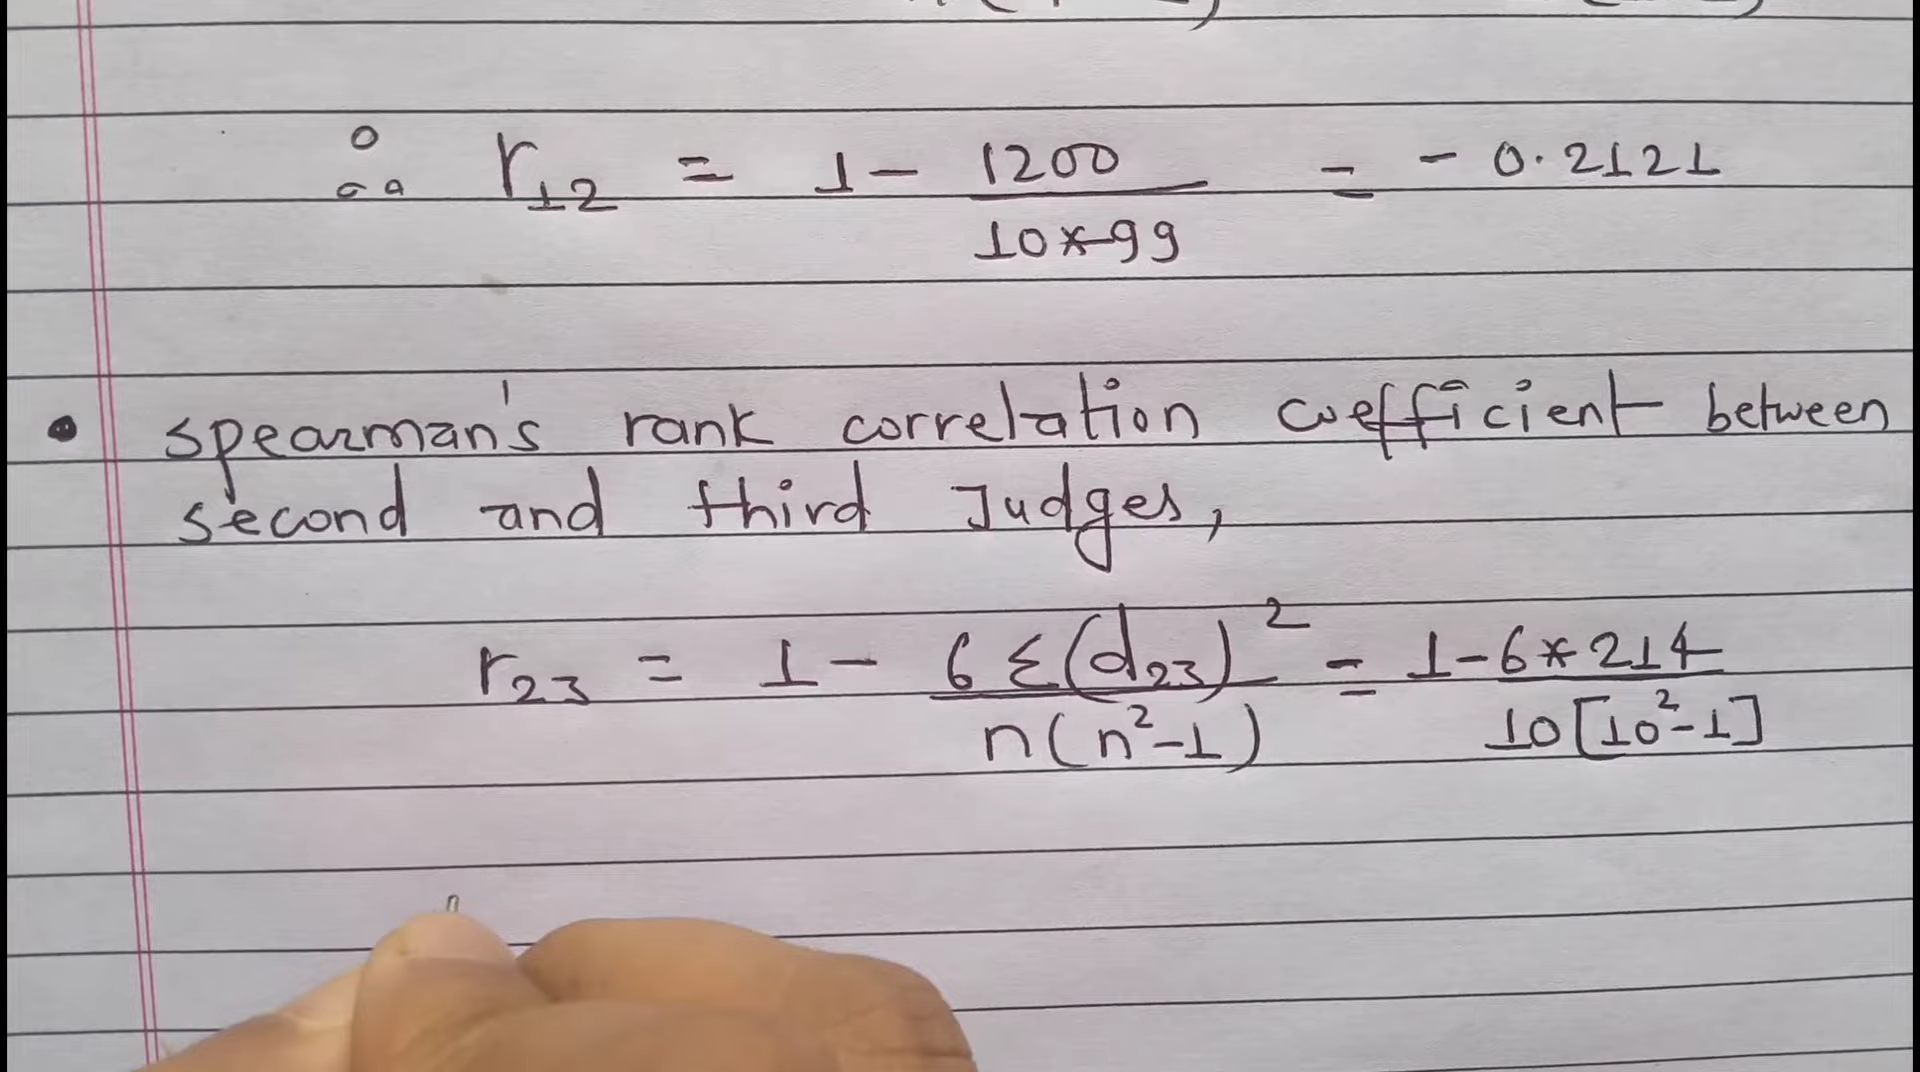 ∴ r₁₂ = 1 - 1200 / 10*99 = - 0.2121
• spearman's rank correlation coefficient between
second and third Judges,
r₂₃ = 1 - 6 Σ(d₂₃)² / n(n²-1) = 1 - 6*214 / 10[10²-1]